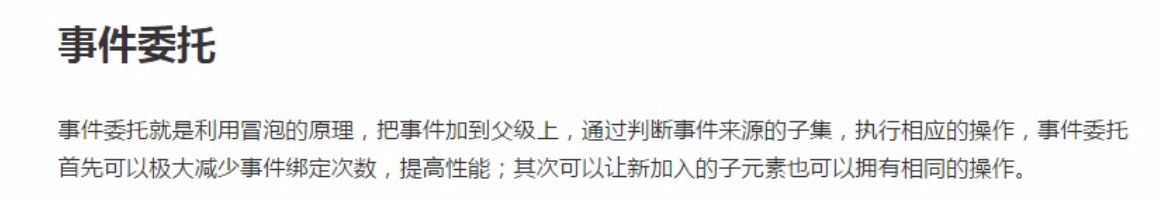 事件委托
事件委托就是利用冒泡的原理，把事件加到父级上，通过判断事件来源的子集，执行相应的操作，事件委托
首先可以极大减少事件绑定次数，提高性能；其次可以让新加入的子元素也可以拥有相同的操作。